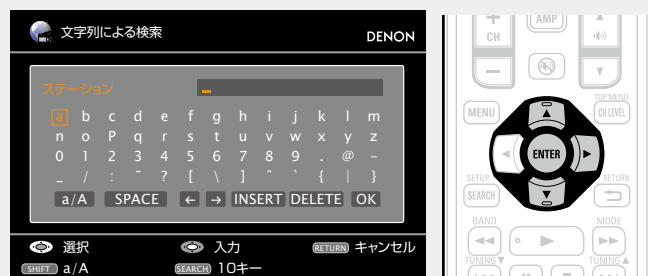 文字列による検索
DENON
ステーション
a b c d e f g h i j k l m
n o P q r s t u v w x y z
0 1 2 3 4 5 6 7 8 9 . @ –
_ / : ˜ ? [ \ ] ˆ ` { | }
a/A SPACE ← → INSERT DELETE OK
選択 入力 RETURN キャンセル
SHIFT a/A SEARCH 10キー
+ CH –
AMP
MENU
TOP MENU
CH LEVEL
ENTER
SETUP
SEARCH
RETURN
BAND
MODE
TUNING▼
TUNING▲